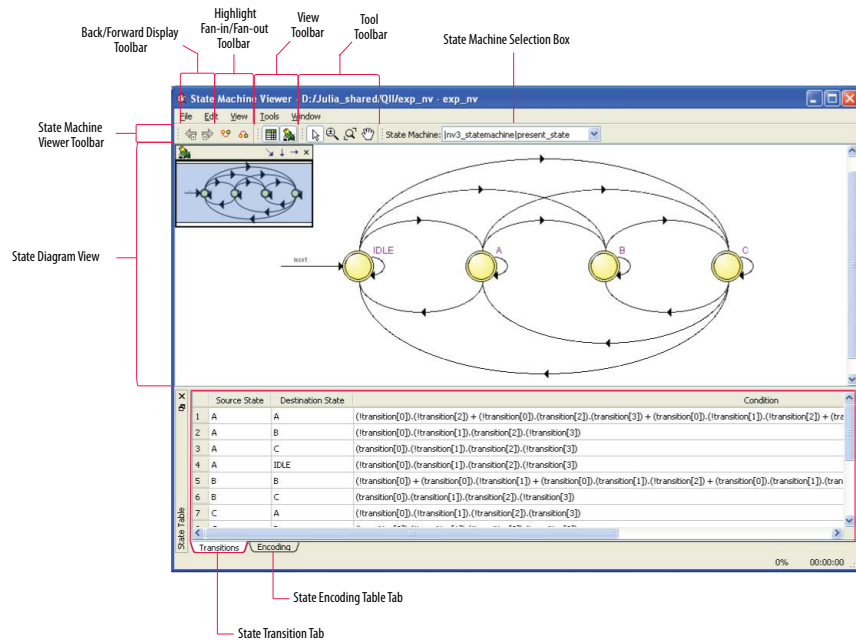 Back/Forward Display
Toolbar
Highlight
Fan-in/Fan-out
Toolbar
View
Toolbar
Tool
Toolbar
State Machine Selection Box
State Machine
Viewer Toolbar
State Diagram View
State Machine Viewer - D:/Julia_shared/QII/exp_nv - exp_nv
File Edit View Tools Window
State Machine: |nv3_statemachine|present_state
IDLE
A
B
C
Source State Destination State Condition
1 A A (!transition[0]).(!transition[2]) + (!transition[0]).(transition[2]).(transition[3]) + (transition[0]).(!transition[1]).(!transition[2]) + (tra
2 A B (!transition[0]).(!transition[1]).(transition[2]).(!transition[3])
3 A C (transition[0]).(!transition[1]).(transition[2]).(!transition[3])
4 A IDLE (!transition[0]).(transition[1]).(transition[2]).(!transition[3])
5 B B (!transition[0]) + (transition[0]).(!transition[1]) + (transition[0]).(transition[1]).(!transition[2]) + (transition[0]).(transition[1]).(tran
6 B C (transition[0]).(transition[1]).(transition[2]).(!transition[3])
7 C A (!transition[0]).(!transition[1]).(!transition[2]).(transition[3])
State Table
Transitions Encoding
0% 00:00:00
State Encoding Table Tab
State Transition Tab